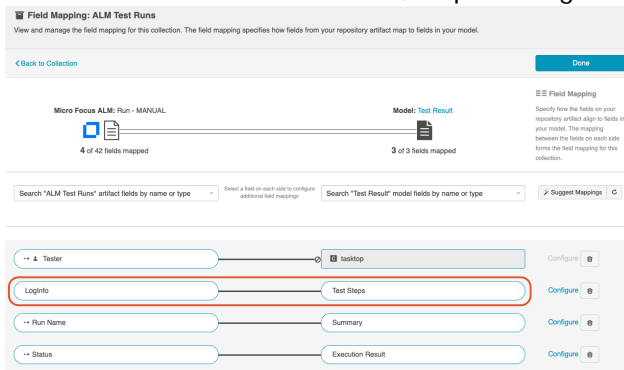 Field Mapping: ALM Test Runs
View and manage the field mapping for this collection. The field mapping specifies how fields from your repository artifact map to fields in your model.
Back to Collection
Done
Field Mapping
Specify how the fields on your
repository artifact align to fields in
your model. The mapping
between the fields on each side
forms the field mapping for this
collection.
Micro Focus ALM: Run - MANUAL
Model: Test Result
4 of 42 fields mapped
3 of 3 fields mapped
Search "ALM Test Runs" artifact fields by name or type
Select a field on each side to configure
additional field mappings
Search "Test Result" model fields by name or type
Suggest Mappings
Tester
C tasktop
Configure
LogInfo
Test Steps
Configure
Run Name
Summary
Configure
Status
Execution Result
Configure